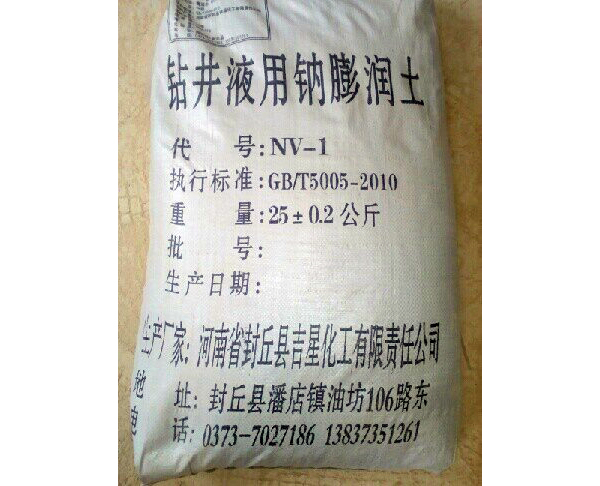 钻井液用钠膨润土
代 号:NV-1
执行标准:GB/T5005-2010
重 量:25±0.2公斤
批 号:
生产日期:
生产厂家:河南省封丘县吉星化工有限责任公司
地 址:封丘县潘店镇油坊106路东
电 话:0373-7027186 13837351261